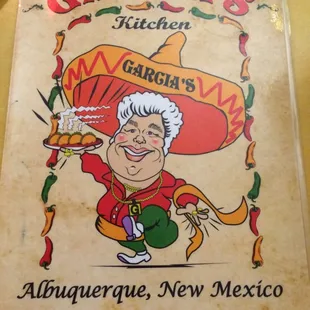 Kitchen
GARCIA'S
Albuquerque, New Mexico